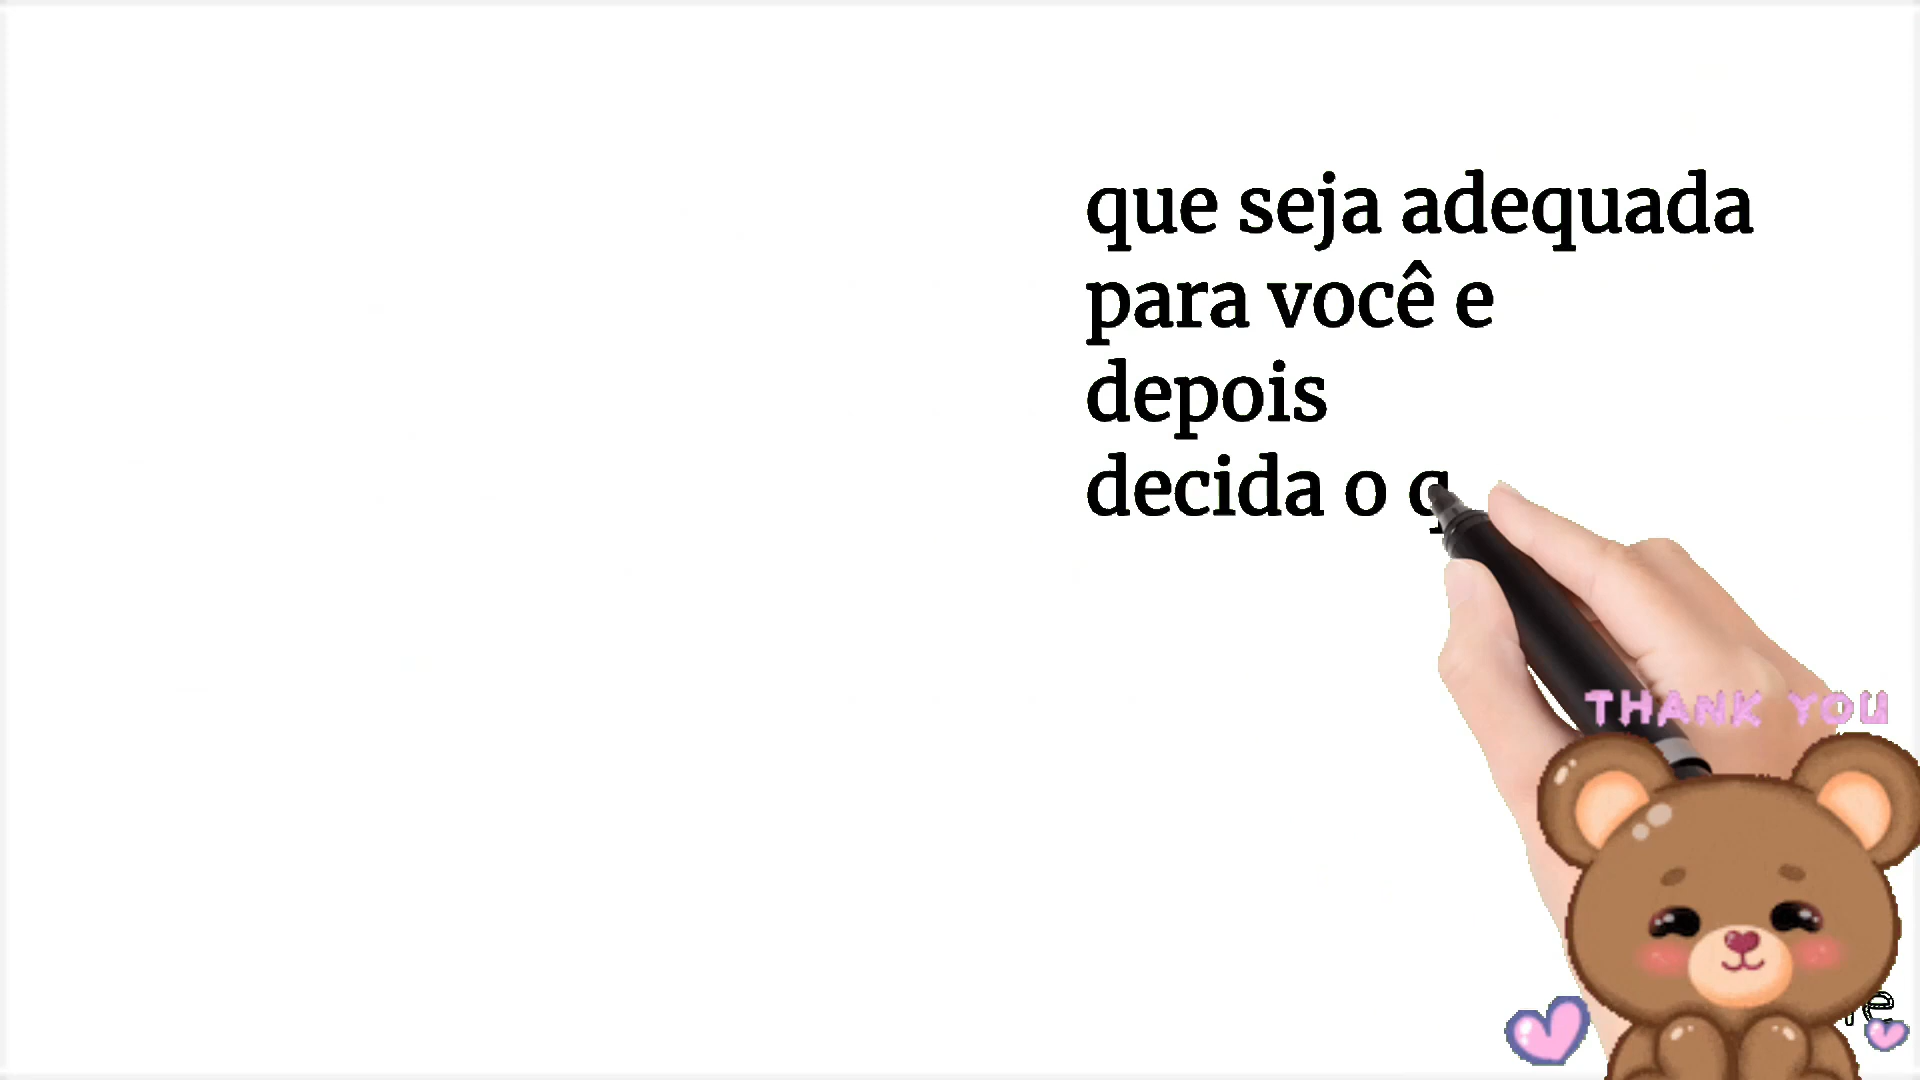 que seja adequada
para você e
depois
decida o q
THANK YOU